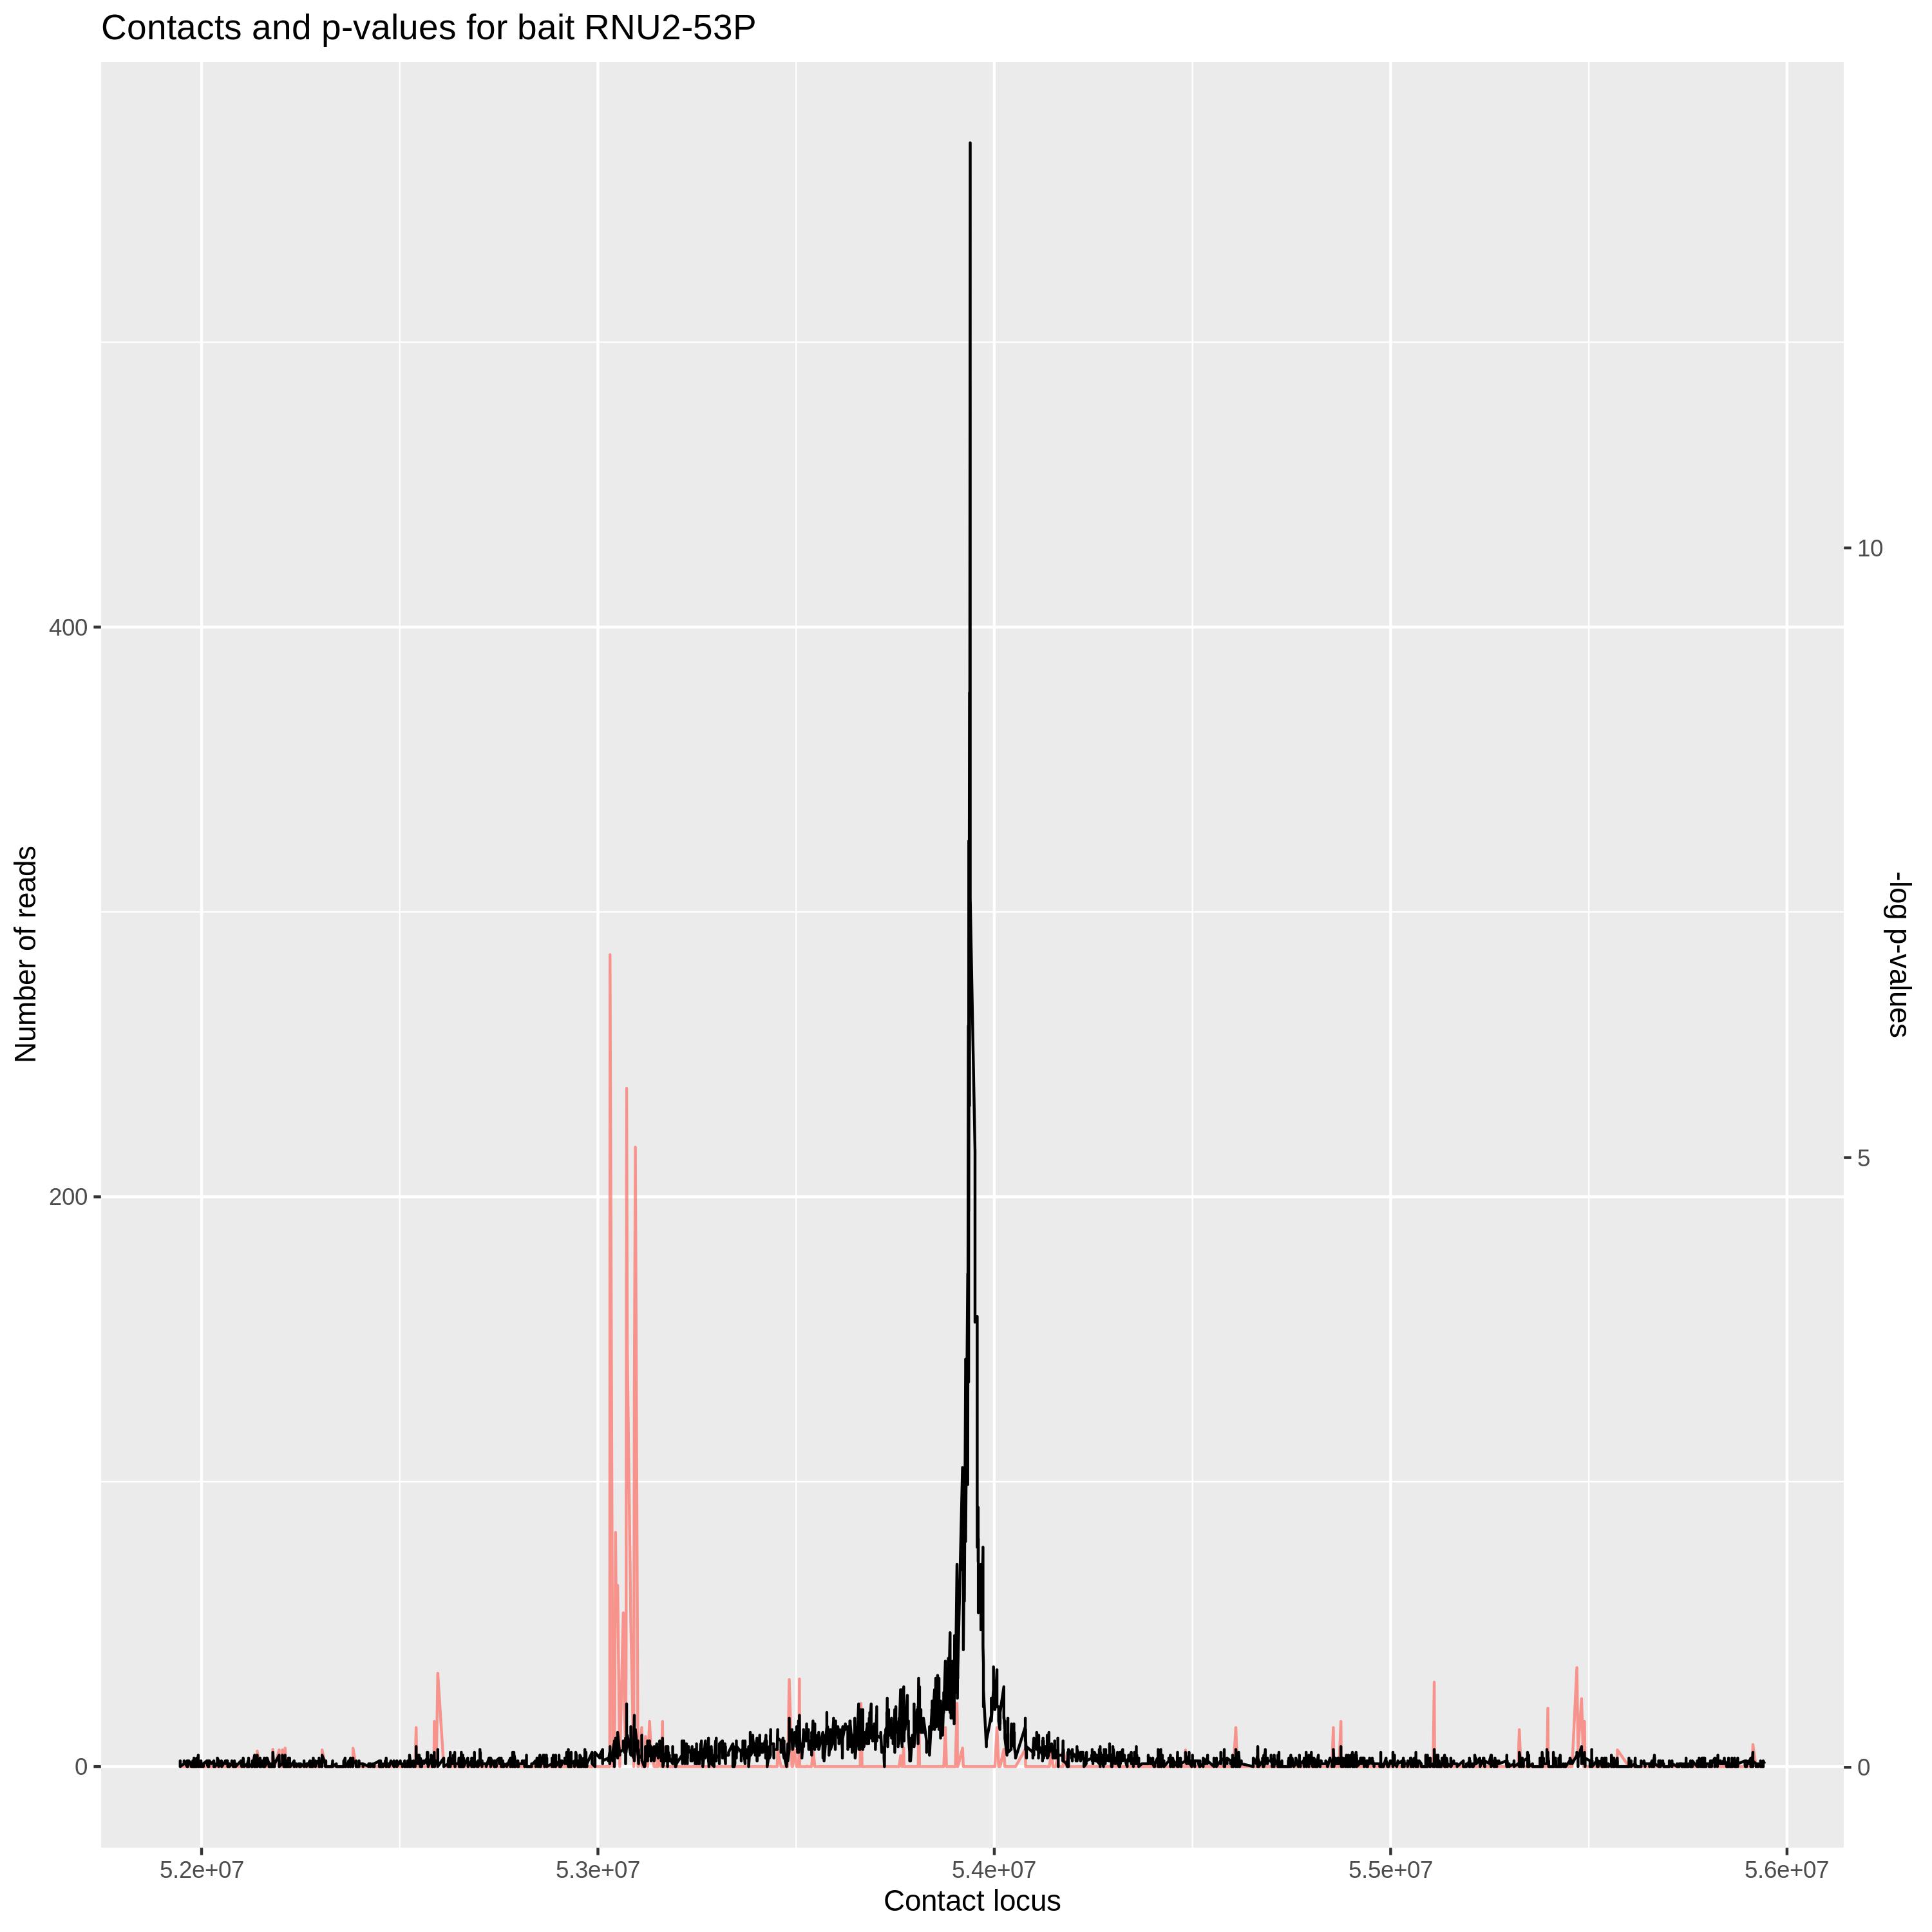 Contacts and p-values for bait RNU2-53P
Number of reads
400
200
0
10
5
0
-log p-values
5.2e+07 5.3e+07 5.4e+07 5.5e+07 5.6e+07
Contact locus